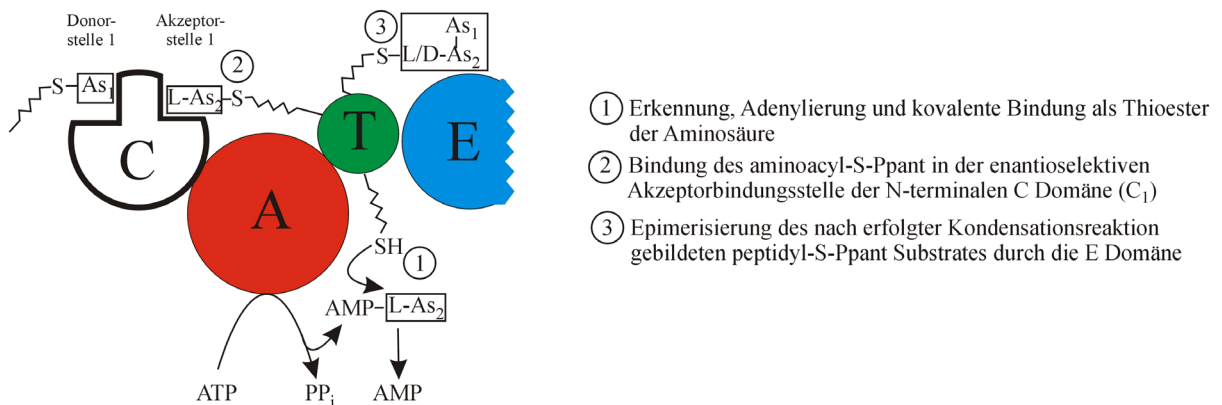 Donor-
stelle 1
Akzeptor-
stelle 1
S
As1
L-As2
S
2
3
S
As1
L/D-As2
C
A
T
E
SH
1
AMP
L-As2
ATP
PPi
AMP
1 Erkennung, Adenylierung und kovalente Bindung als Thioester
der Aminosäure
2 Bindung des aminoacyl-S-Ppant in der enantioselektiven
Akzeptorbindungsstelle der N-terminalen C Domäne (C1)
3 Epimerisierung des nach erfolgter Kondensationsreaktion
gebildeten peptidyl-S-Ppant Substrates durch die E Domäne